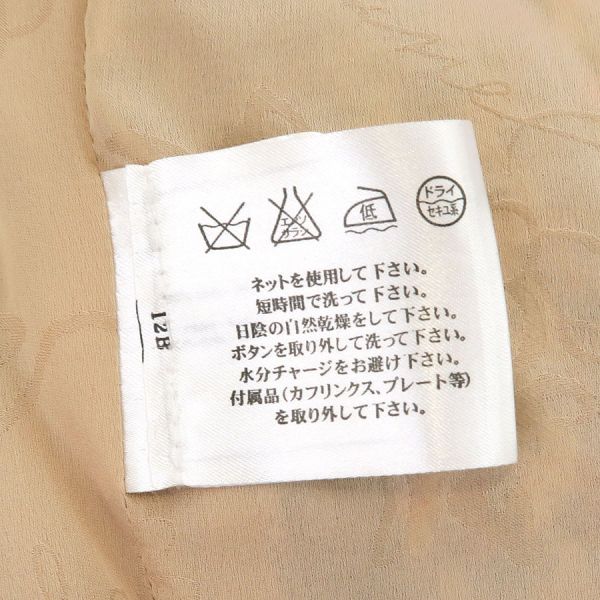 エンソ
サラシ
低
ドライ
セキユ系
ネットを使用して下さい。
短時間で洗って下さい。
日陰の自然乾燥をして下さい。
ボタンを取り外して洗って下さい。
水分チャージをお避け下さい。
付属品(カフリンクス、プレート等)
を取り外して下さい。
12B